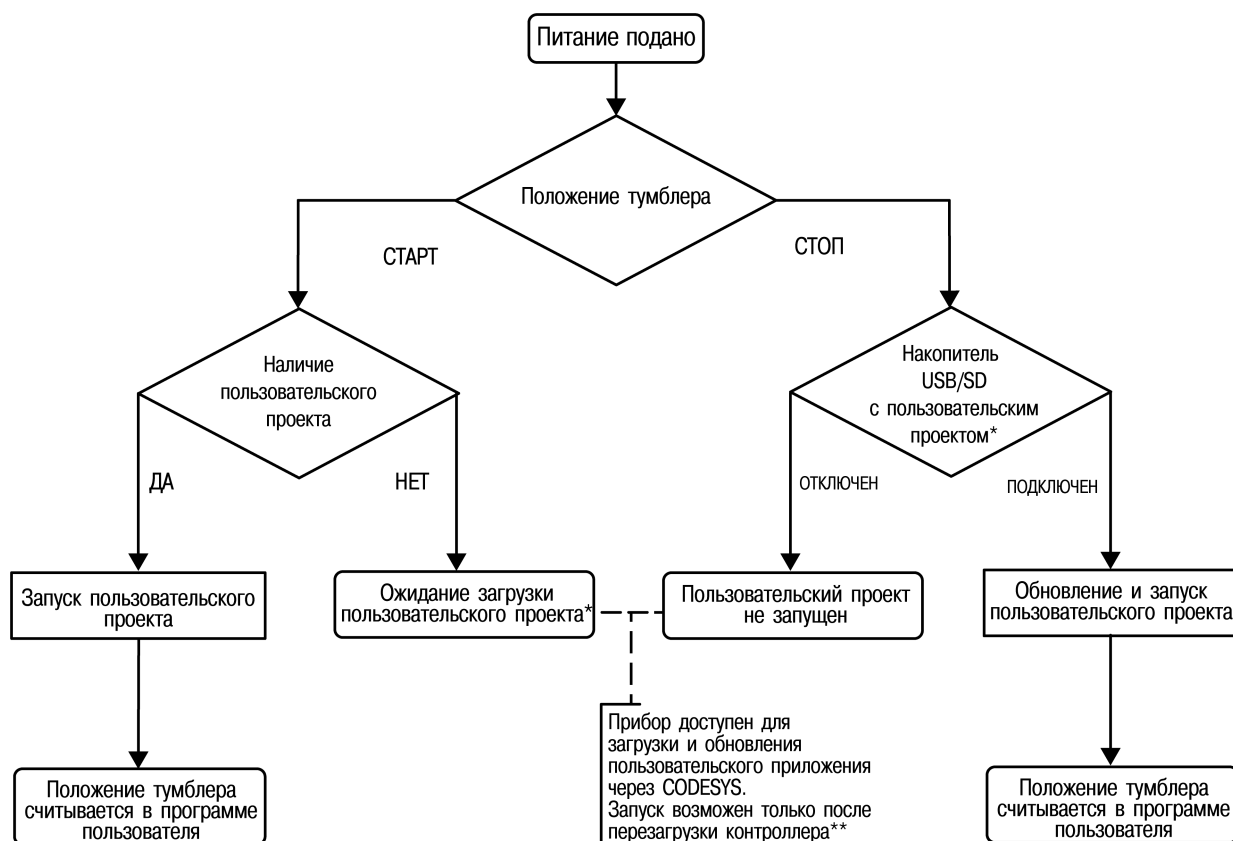 Питание подано
Положение тумблера
СТАРТ
СТОП
Наличие
пользовательского
проекта
Накопитель
USB/SD
с пользовательским
проектом*
ДА
НЕТ
ОТКЛЮЧЕН
ПОДКЛЮЧЕН
Запуск пользовательского
проекта
Ожидание загрузки
пользовательского проекта*
Пользовательский проект
не запущен
Обновление и запуск
пользовательского проекта
Прибор доступен для
загрузки и обновления
пользовательского приложения
через CODESYS.
Запуск возможен только после
перезагрузки контроллера**
Положение тумблера
считывается в программе
пользователя
Положение тумблера
считывается в программе
пользователя